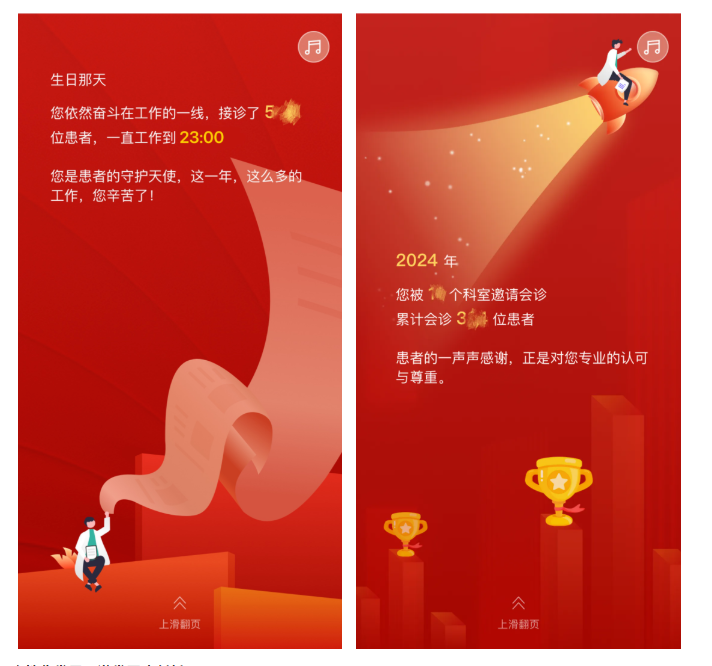 生日那天
您依然奋斗在工作的一线，接诊了 5
位患者，一直工作到 23:00
您是患者的守护天使，这一年，这么多的
工作，您辛苦了！
上滑翻页
2024 年
您被 个科室邀请会诊
累计会诊 3 位患者
患者的一声声感谢，正是对您专业的认可
与尊重。
上滑翻页